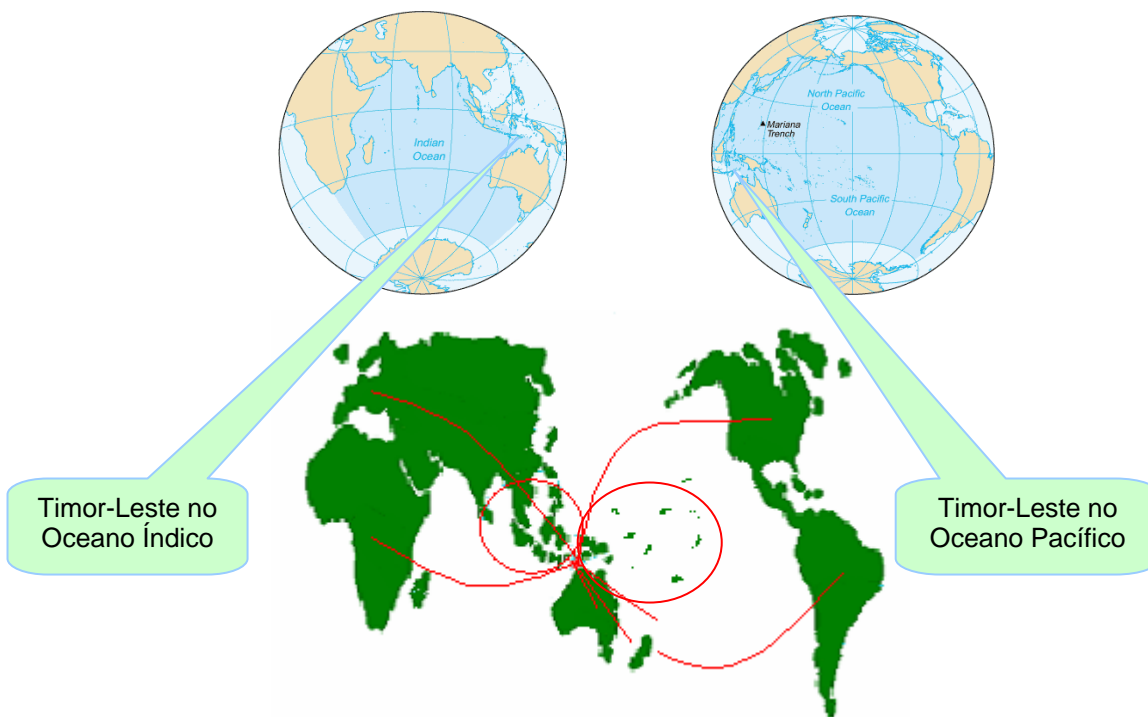 Indian
Ocean
North Pacific
Ocean
Mariana
Trench
South Pacific
Ocean
Timor-Leste no
Oceano Índico
Timor-Leste no
Oceano Pacífico